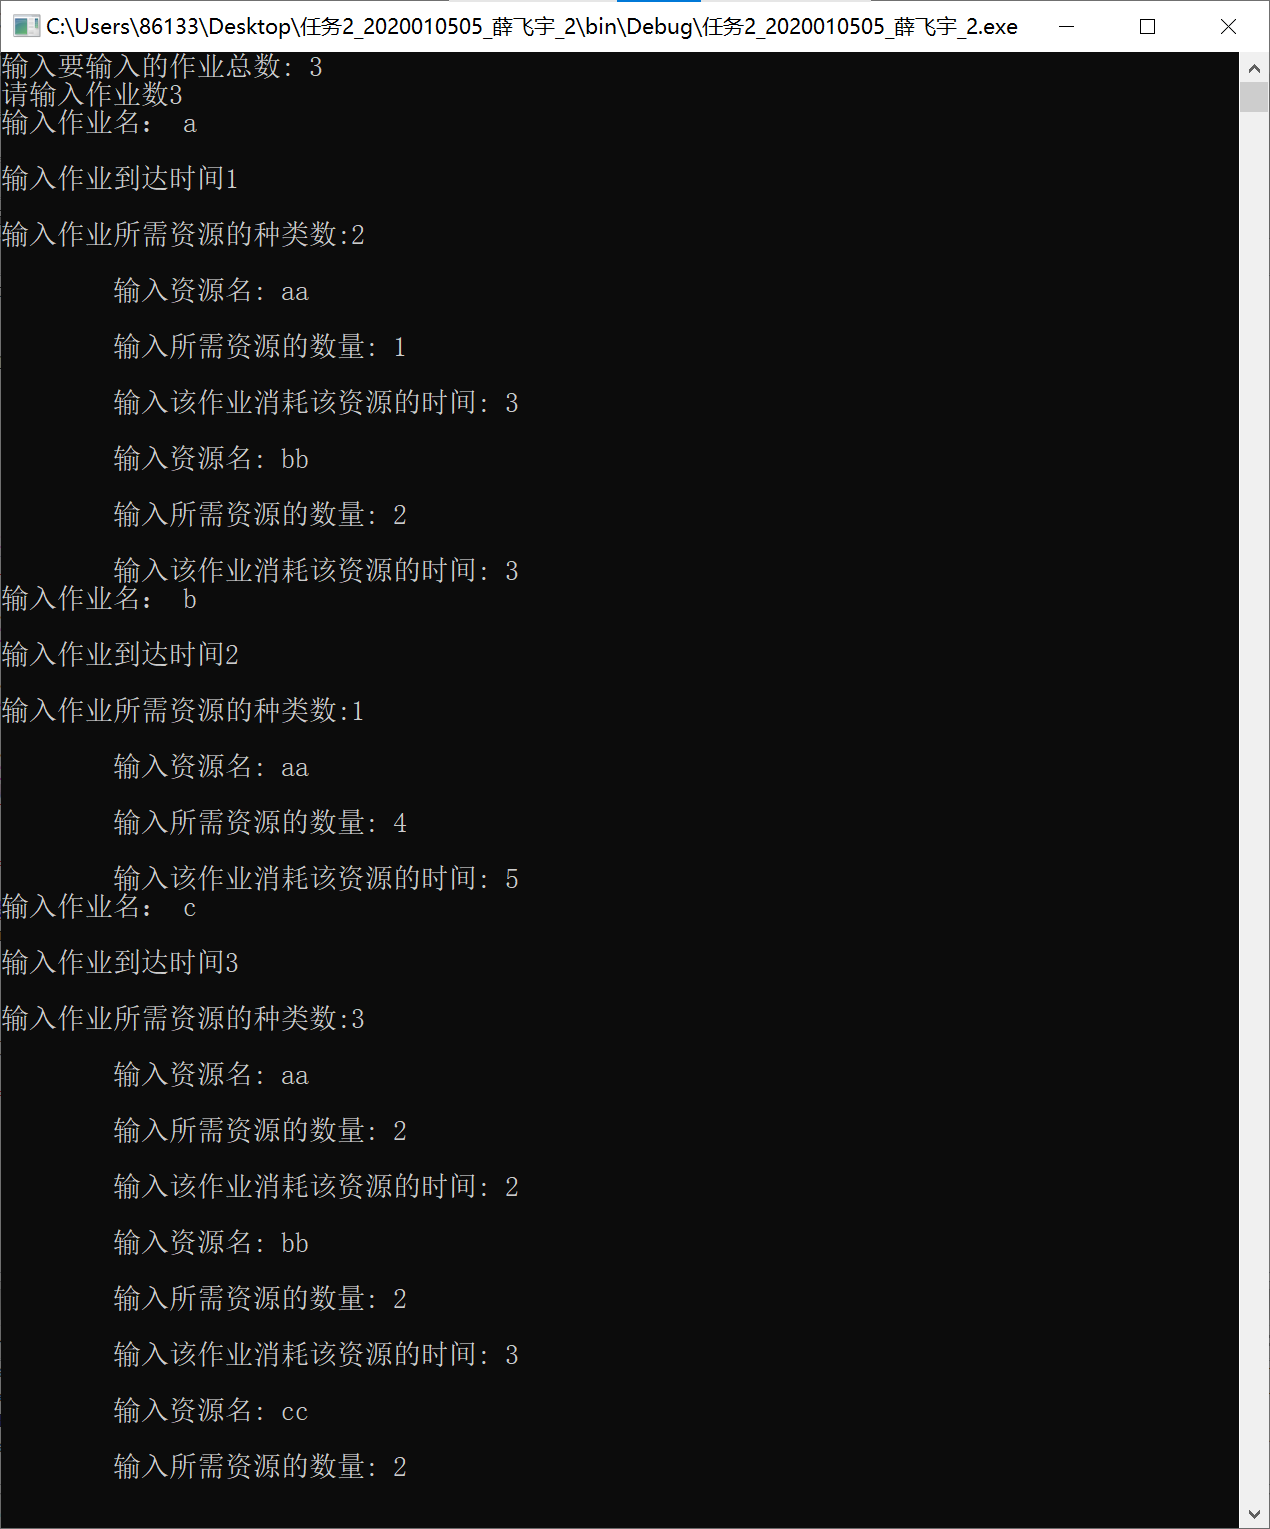 C:\Users\86133\Desktop\任务2_2020010505_薛飞宇_2\bin\Debug\任务2_2020010505_薛飞宇_2.exe
输入要输入的作业总数: 3
请输入作业数3
输入作业名： a
输入作业到达时间1
输入作业所需资源的种类数:2
输入资源名: aa
输入所需资源的数量: 1
输入该作业消耗该资源的时间: 3
输入资源名: bb
输入所需资源的数量: 2
输入该作业消耗该资源的时间: 3
输入作业名： b
输入作业到达时间2
输入作业所需资源的种类数:1
输入资源名: aa
输入所需资源的数量: 4
输入该作业消耗该资源的时间: 5
输入作业名： c
输入作业到达时间3
输入作业所需资源的种类数:3
输入资源名: aa
输入所需资源的数量: 2
输入该作业消耗该资源的时间: 2
输入资源名: bb
输入所需资源的数量: 2
输入该作业消耗该资源的时间: 3
输入资源名: cc
输入所需资源的数量: 2